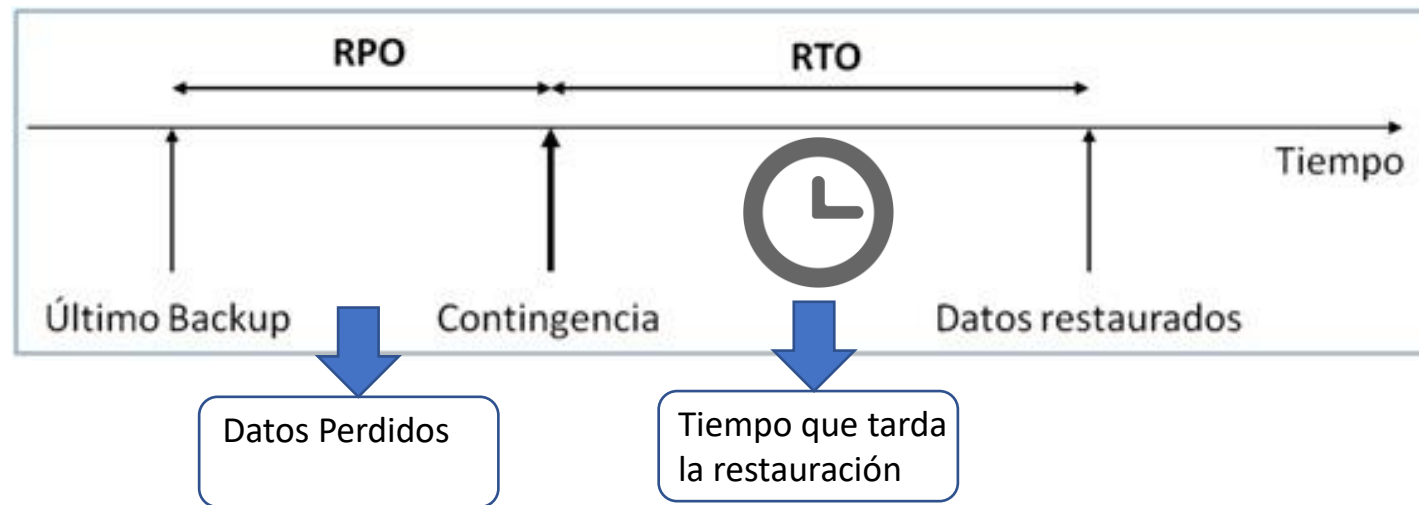 RPO
RTO
Tiempo
Último Backup
Contingencia
Datos restaurados
Datos Perdidos
Tiempo que tarda
la restauración